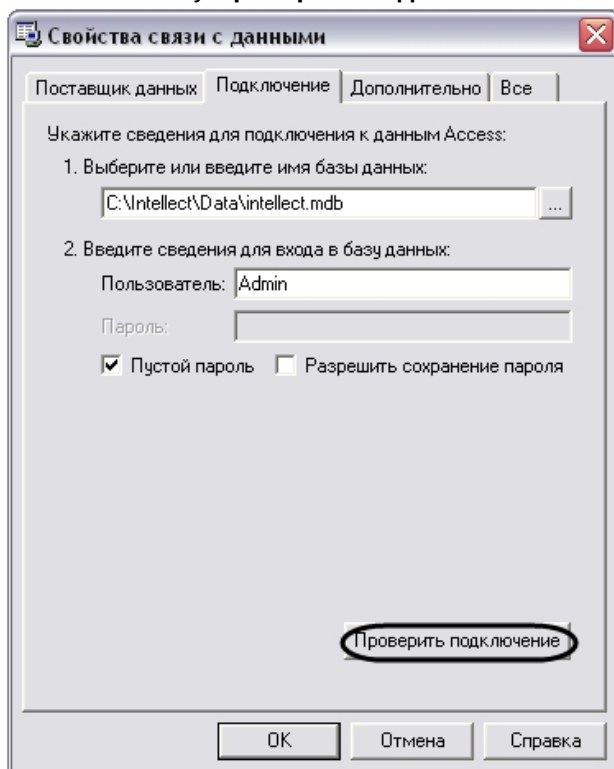 Свойства связи с данными
Поставщик данных Подключение Дополнительно Все
Укажите сведения для подключения к данным Access:
1. Выберите или введите имя базы данных:
C:\Intellect\Data\intellect.mdb ...
2. Введите сведения для входа в базу данных:
Пользователь: Admin
Пароль:
Пустой пароль Разрешить сохранение пароля
Проверить подключение
OK Отмена Справка